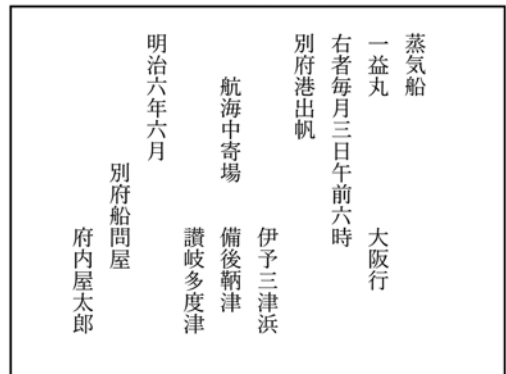 蒸気船
一益丸　大阪行
右者毎月三日午前六時
別府港出帆
伊予三津浜
航海中寄場　備後鞆津
讃岐多度津
明治六年六月
別府船問屋
府内屋太郎